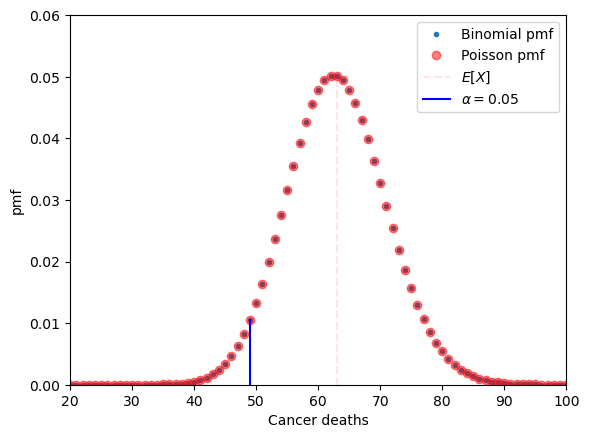 Binomial pmf
Poisson pmf
E[X]
α = 0.05
pmf
0.06
0.05
0.04
0.03
0.02
0.01
0.00
20 30 40 50 60 70 80 90 100
Cancer deaths